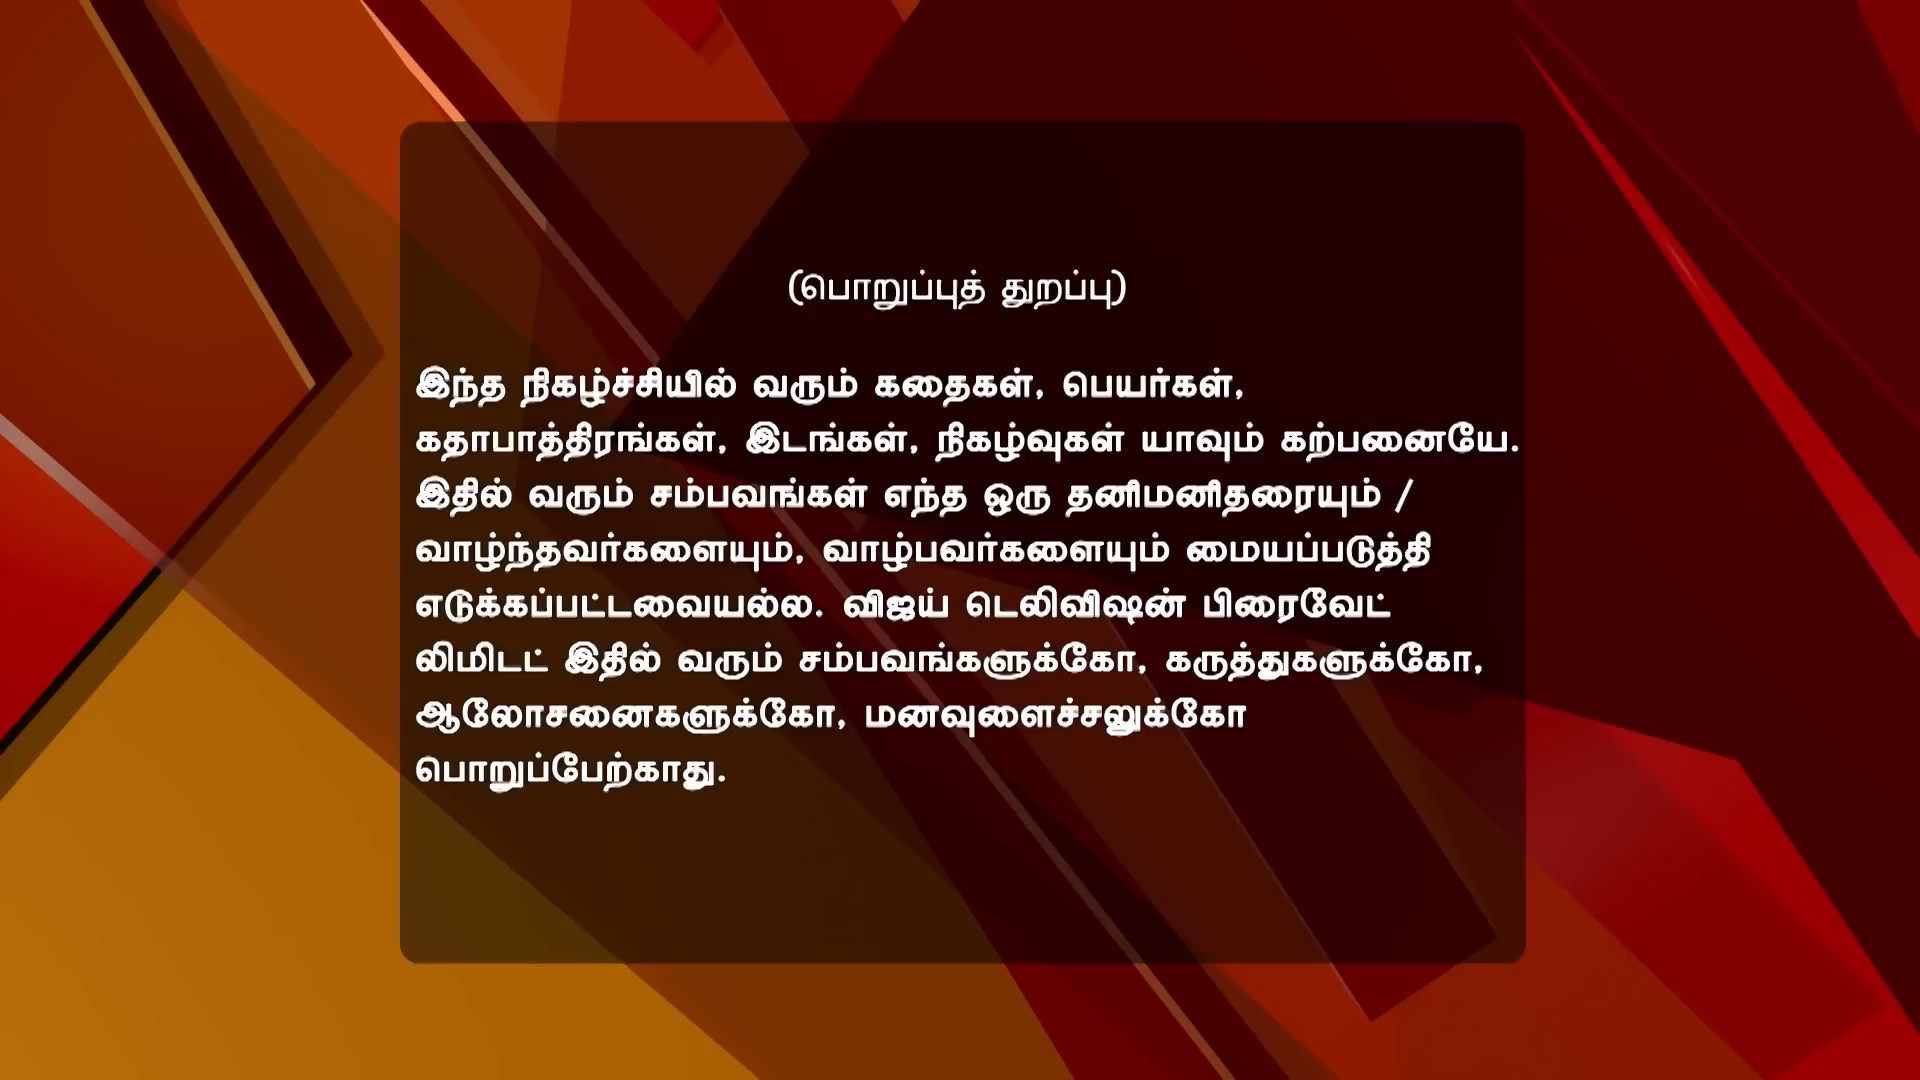 (பொறுப்புத் துறப்பு)
இந்த நிகழ்ச்சியில் வரும் கதைகள், பெயர்கள்,
கதாபாத்திரங்கள், இடங்கள், நிகழ்வுகள் யாவும் கற்பனையே.
இதில் வரும் சம்பவங்கள் எந்த ஒரு தனிமனிதரையும் /
வாழ்ந்தவர்களையும், வாழ்பவர்களையும் மையப்படுத்தி
எடுக்கப்பட்டவையல்ல. விஜய் டெலிவிஷன் பிரைவேட்
லிமிடட் இதில் வரும் சம்பவங்களுக்கோ, கருத்துகளுக்கோ,
ஆலோசனைகளுக்கோ, மனவுளைச்சலுக்கோ
பொறுப்பேற்காது.